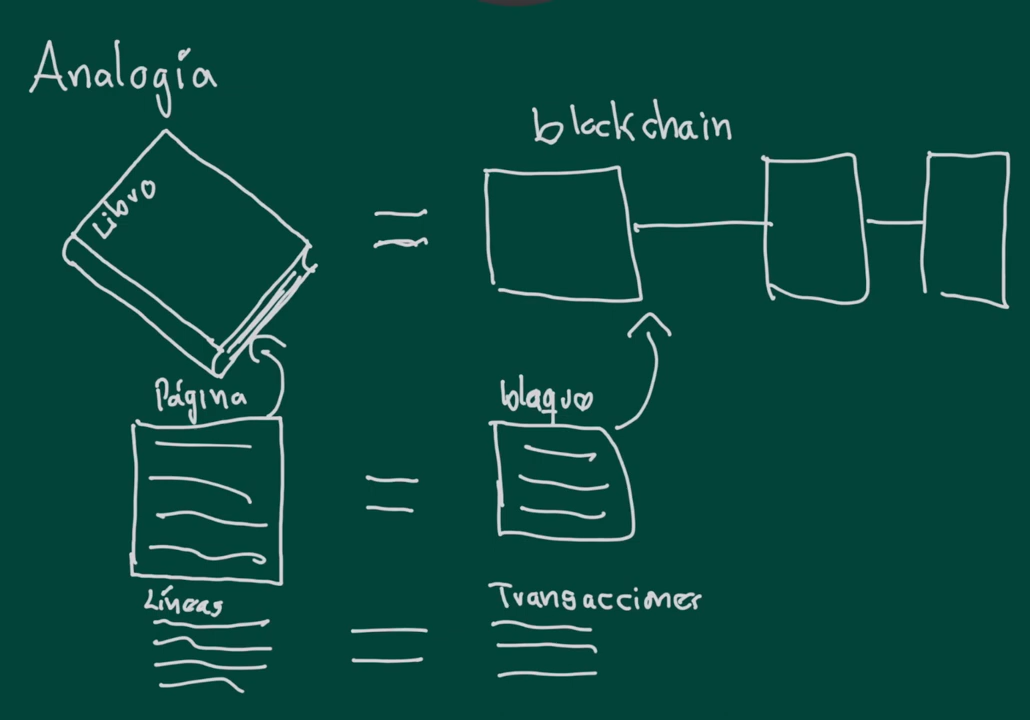 Analogía
blockchain
Libro
=
Página
bloque
=
Líneas
Transacciones
=